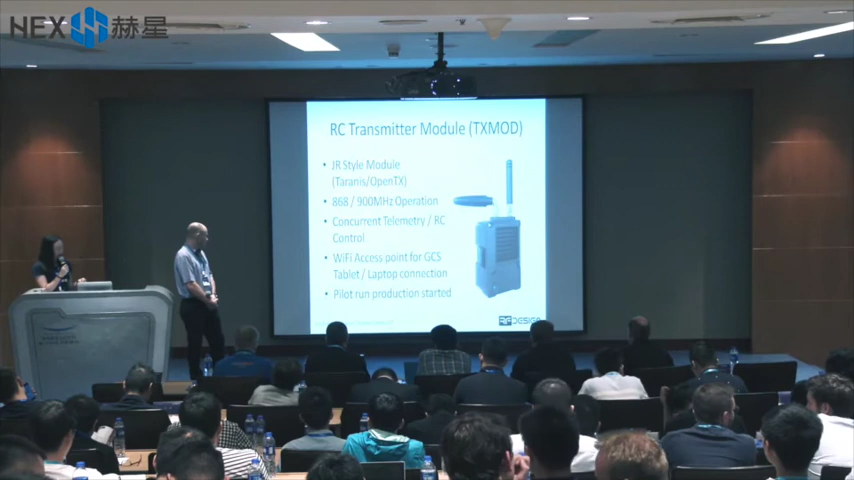 HEX 赫星
RC Transmitter Module (TXMOD)
• JR Style Module
(Taranis/OpenTX)
• 868 / 900MHz Operation
• Concurrent Telemetry / RC
Control
• WiFi Access point for GCS
Tablet / Laptop connection
• Pilot run production started
RFDESIGN